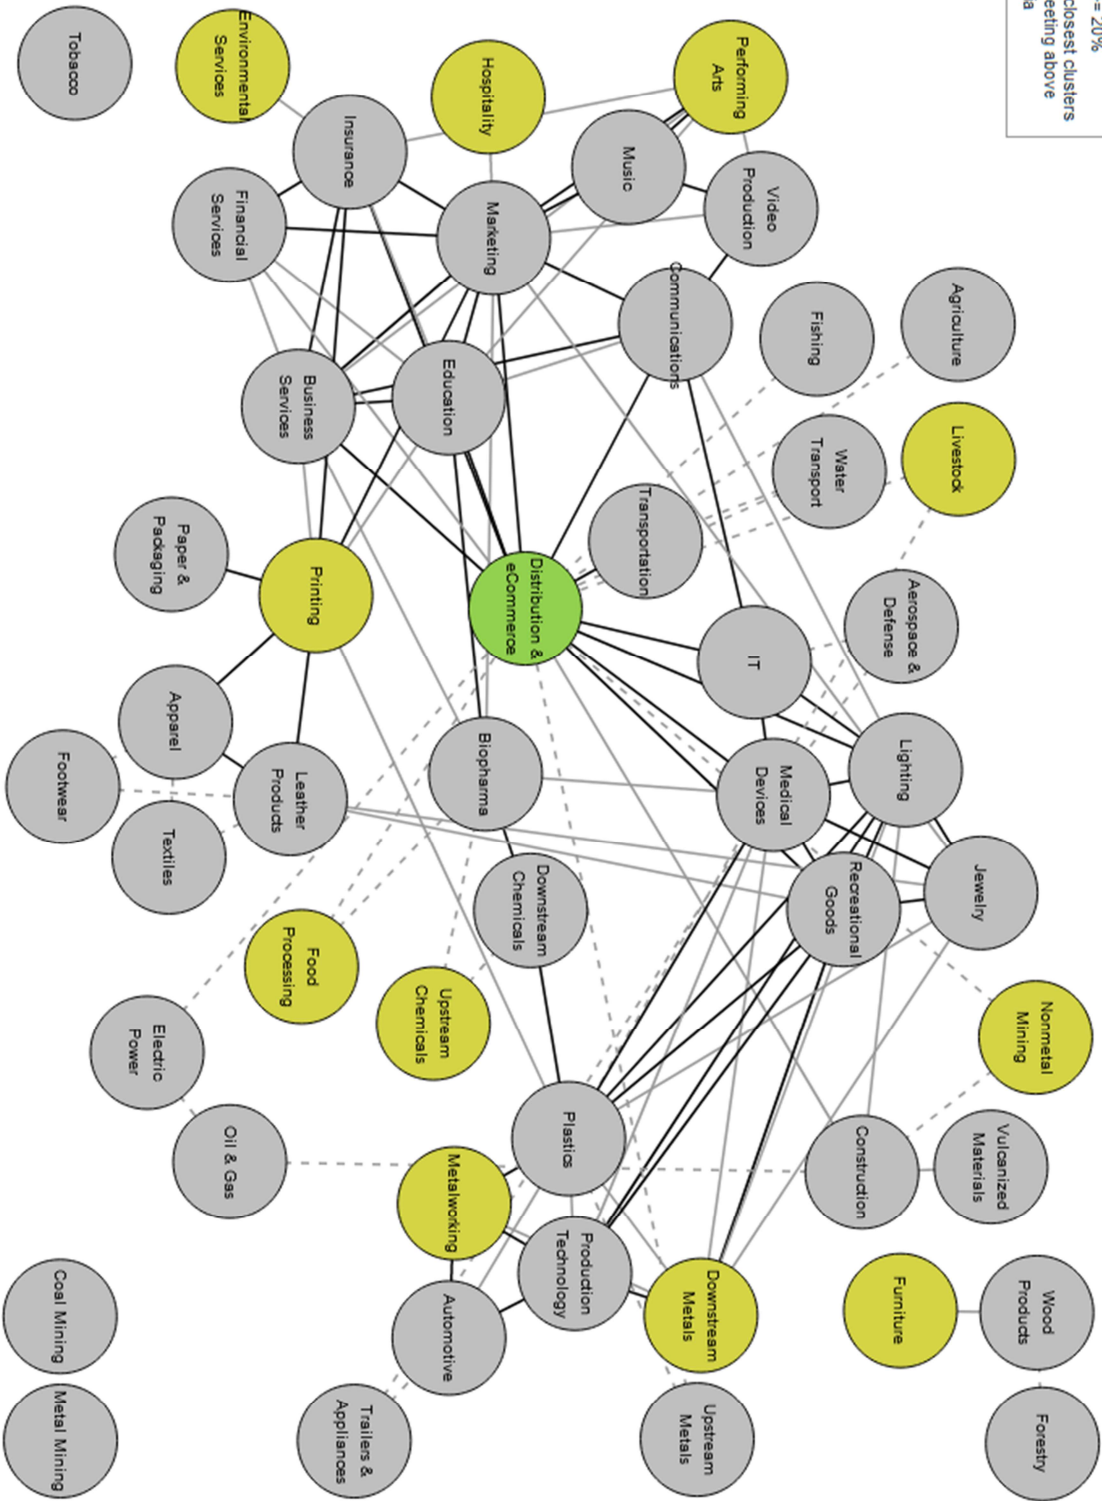 = 20%
closest clusters
eeting above
ia
Nonmetal
Mining
Wood
Products
Forestry
Jewelry
Vulcanized
Materials
Agriculture
Livestock
Aerospace &
Defense
Lighting
Furniture
Construction
Fishing
Water
Transport
Recreational
Goods
Video
Production
Performing
Arts
Medical
Devices
IT
Downstream
Metals
Upstream
Metals
Communications
Transportation
Music
Production
Technology
Plastics
Distribution &
eCommerce
Downstream
Chemicals
Hospitality
Marketing
Education
Biopharma
Upstream
Chemicals
Metalworking
Automotive
Insurance
Trailers &
Appliances
Business
Services
Printing
Leather
Products
Food
Processing
Environmental
Services
Financial
Services
Oil & Gas
Paper &
Packaging
Apparel
Textiles
Electric
Power
Tobacco
Footwear
Coal Mining
Metal Mining